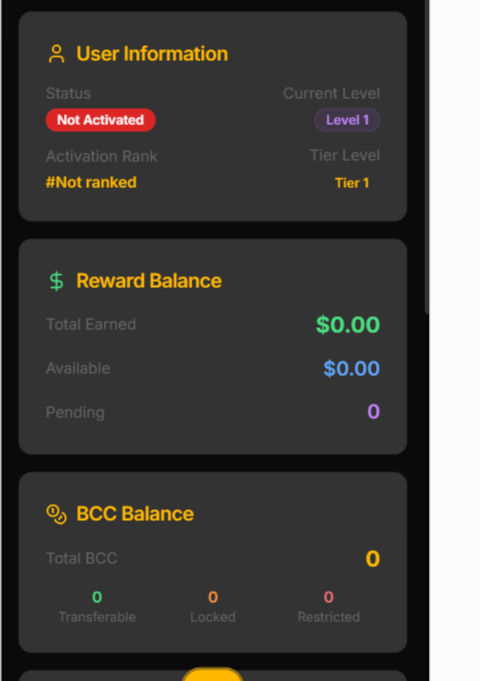 User Information
Status Current Level
Not Activated Level 1
Activation Rank Tier Level
#Not ranked Tier 1
Reward Balance
Total Earned $0.00
Available $0.00
Pending 0
BCC Balance
Total BCC 0
0 0 0
Transferable Locked Restricted